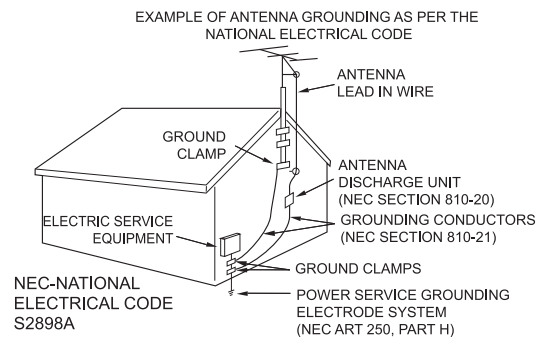 EXAMPLE OF ANTENNA GROUNDING AS PER THE
NATIONAL ELECTRICAL CODE
ANTENNA
LEAD IN WIRE
GROUND
CLAMP
ANTENNA
DISCHARGE UNIT
(NEC SECTION 810-20)
ELECTRIC SERVICE
EQUIPMENT
GROUNDING CONDUCTORS
(NEC SECTION 810-21)
GROUND CLAMPS
NEC-NATIONAL
ELECTRICAL CODE
S2898A
POWER SERVICE GROUNDING
ELECTRODE SYSTEM
(NEC ART 250, PART H)